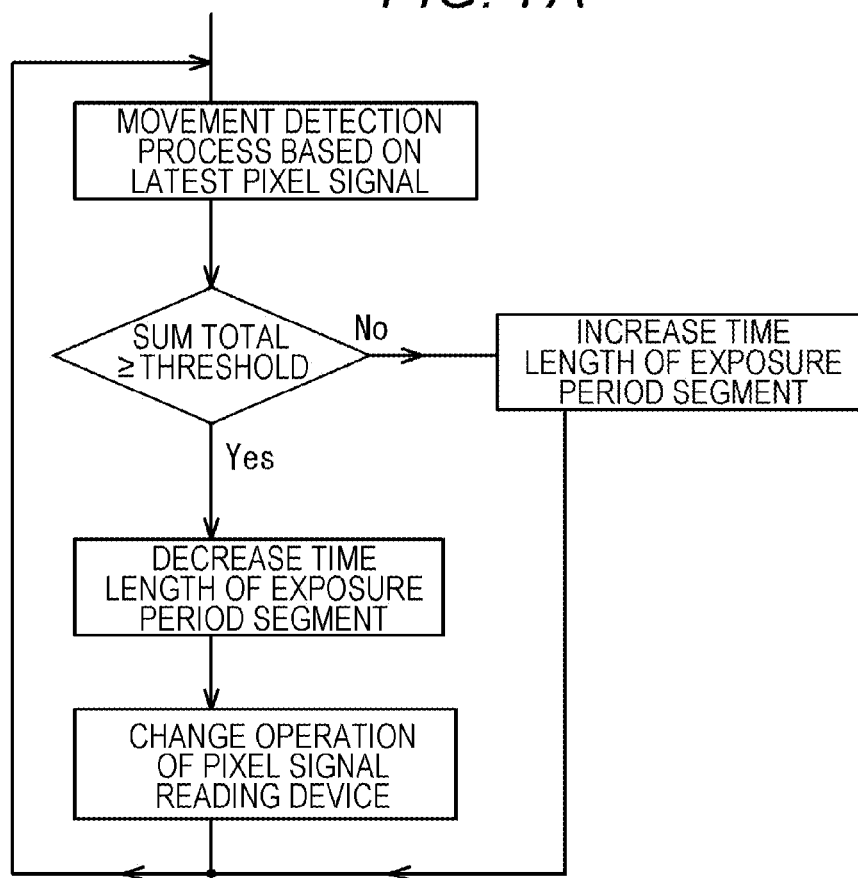 MOVEMENT DETECTION
PROCESS BASED ON
LATEST PIXEL SIGNAL
SUM TOTAL
≥THRESHOLD
No
INCREASE TIME
LENGTH OF EXPOSURE
PERIOD SEGMENT
Yes
DECREASE TIME
LENGTH OF EXPOSURE
PERIOD SEGMENT
CHANGE OPERATION
OF PIXEL SIGNAL
READING DEVICE